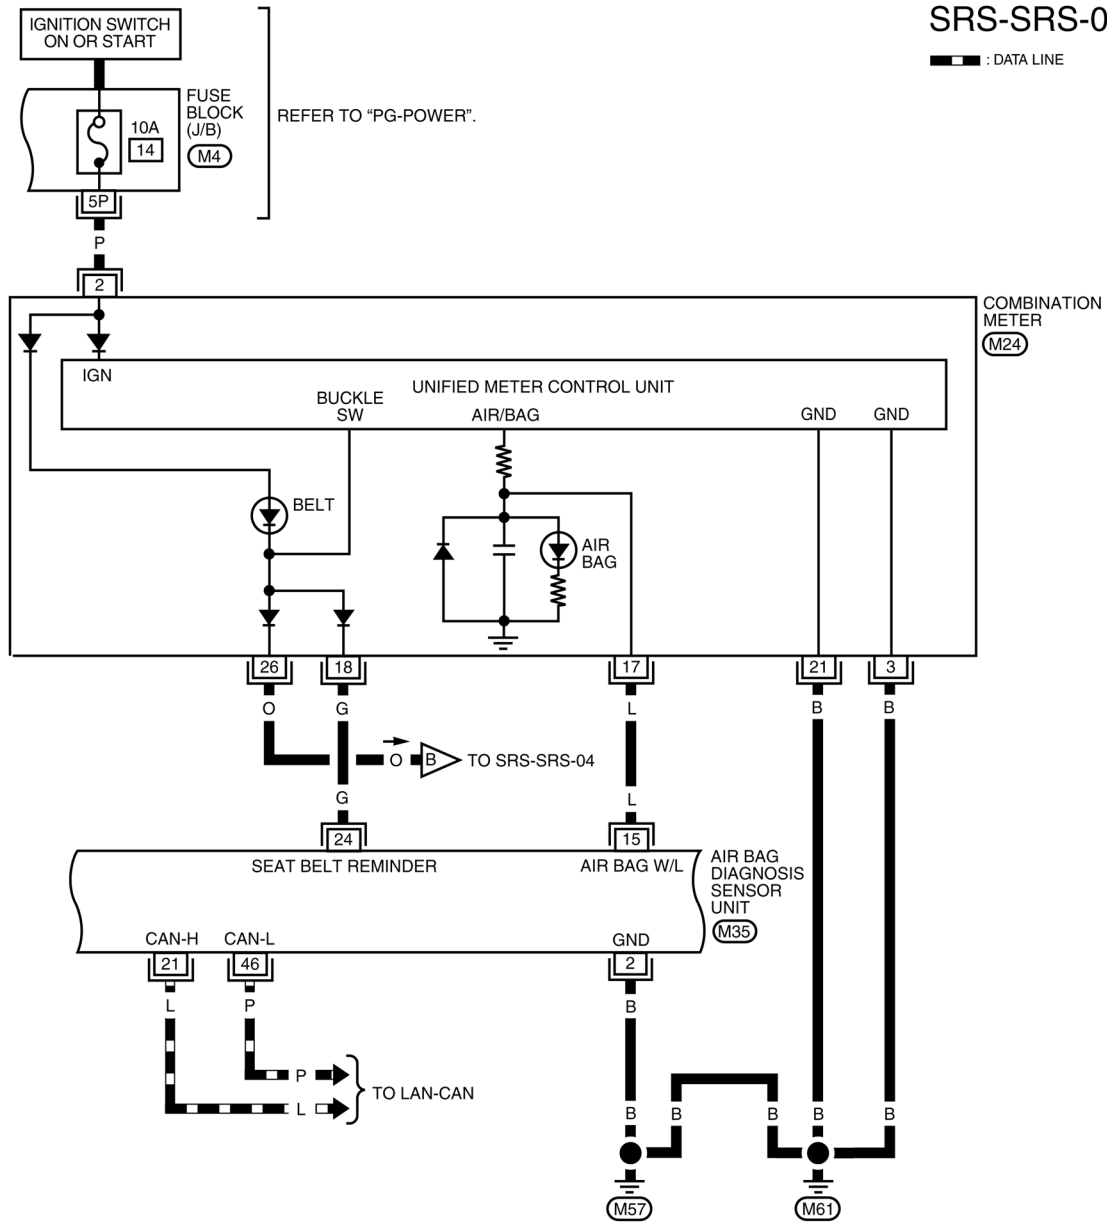 SRS-SRS-0
: DATA LINE
IGNITION SWITCH
ON OR START
FUSE
BLOCK
(J/B)
M4
10A
14
REFER TO “PG-POWER”.
5P
P
2
COMBINATION
METER
M24
IGN
UNIFIED METER CONTROL UNIT
BUCKLE
SW
AIR/BAG
GND
GND
BELT
AIR
BAG
26
18
17
21
3
O
G
L
B
B
O
B
TO SRS-SRS-04
G
L
24
15
SEAT BELT REMINDER
AIR BAG W/L
AIR BAG
DIAGNOSIS
SENSOR
UNIT
M35
CAN-H
CAN-L
GND
21
46
2
L
P
B
P
L
TO LAN-CAN
B
B
B
B
B
M57
M61